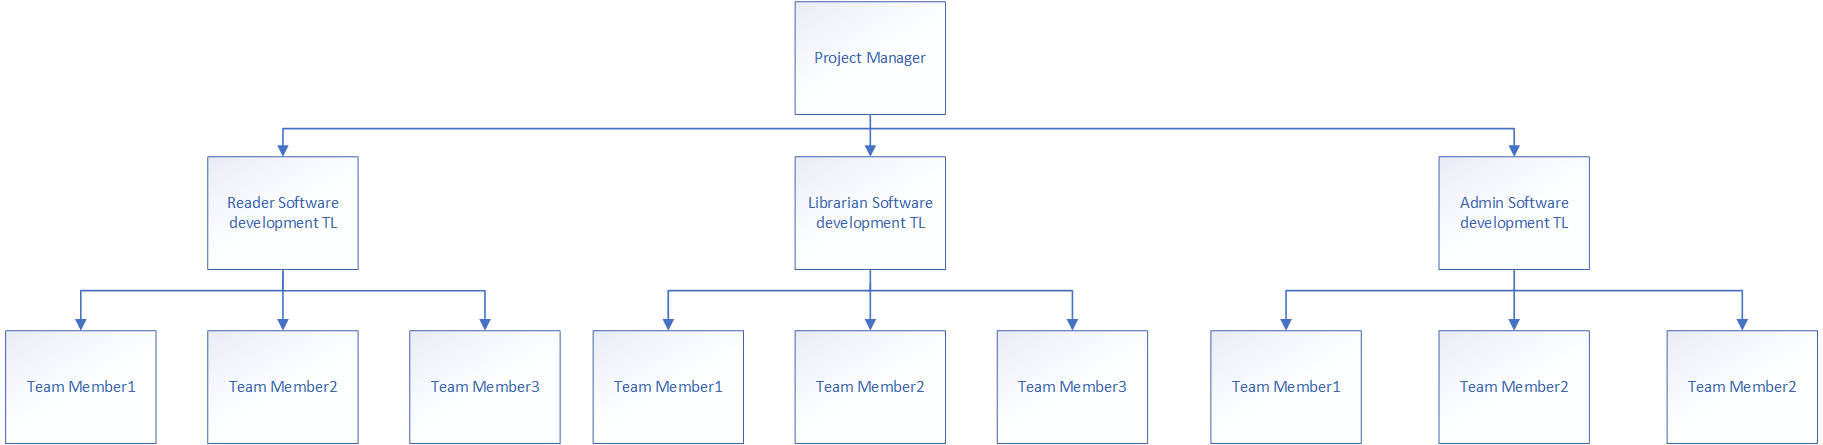 Project Manager
Reader Software
development TL
Librarian Software
development TL
Admin Software
development TL
Team Member1
Team Member2
Team Member3
Team Member1
Team Member2
Team Member3
Team Member1
Team Member2
Team Member2